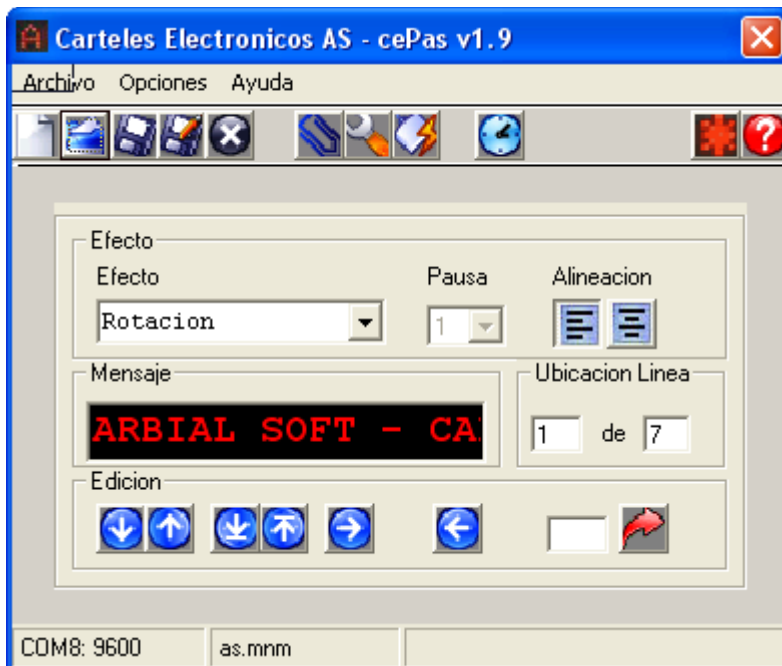 Carteles Electronicos AS - cePas v1.9
Archivo Opciones Ayuda
Efecto
Efecto Pausa Alineacion
Rotacion 1
Mensaje Ubicacion Linea
ARBIAL SOFT - CA
1 de 7
Edicion
COM8: 9600 as.mnm